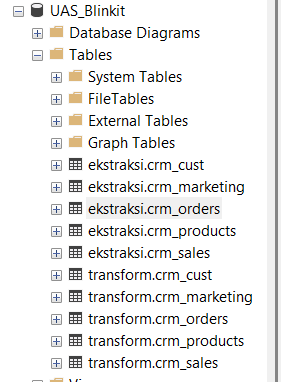 UAS_Blinkit
Database Diagrams
Tables
System Tables
FileTables
External Tables
Graph Tables
ekstraksi.crm_cust
ekstraksi.crm_marketing
ekstraksi.crm_orders
ekstraksi.crm_products
ekstraksi.crm_sales
transform.crm_cust
transform.crm_marketing
transform.crm_orders
transform.crm_products
transform.crm_sales